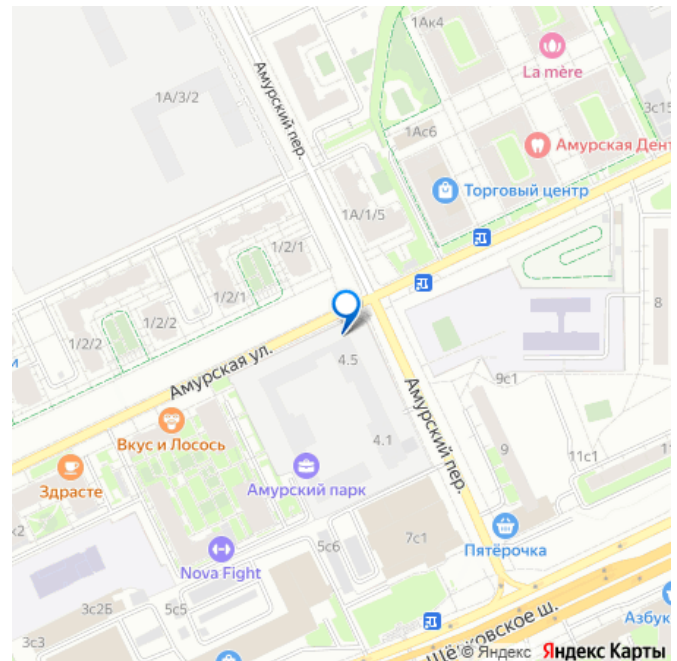 1Ак4
La mère
1А/3/2
Амурский пер.
3с15
1Ас6
Амурская Дент
Торговый центр
1А/1/5
1/2/1
1/2/1
1/2/2
8
1/2/2
и
4.5
Амурская ул.
9с1
Амурский пер.
Вкус и Лосось
4.1
9
11с1
11
Здрасте
Амурский парк
к2
7с1
5с6
Пятёрочка
Nova Fight
3с2Б
5с5
Азбук
3с3
Щёлковское ш.
© Яндекс Яндекс Карты